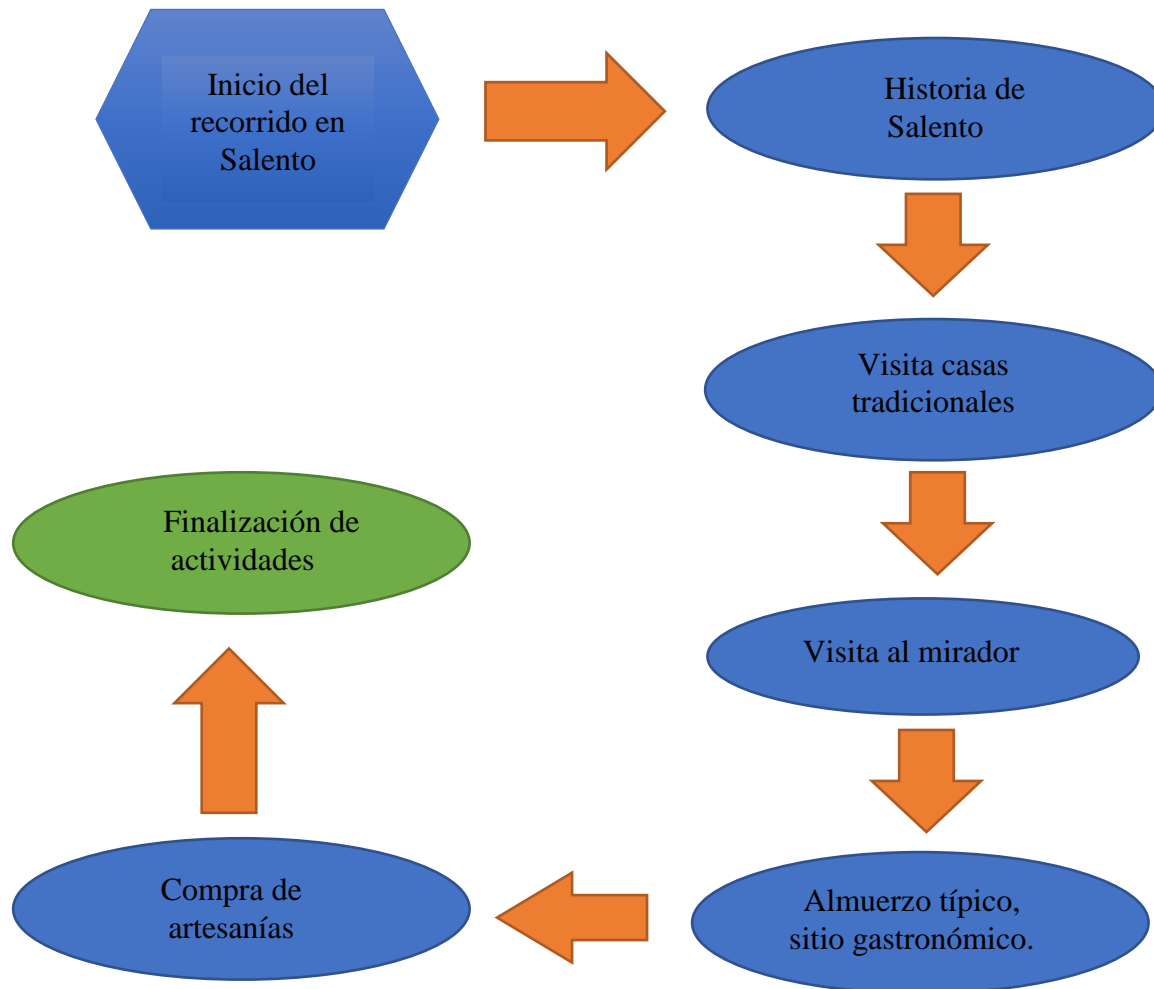 Inicio del
recorrido en
Salento
Historia de
Salento
Visita casas
tradicionales
Visita al mirador
Almuerzo típico,
sitio gastronómico.
Compra de
artesanías
Finalización de
actividades